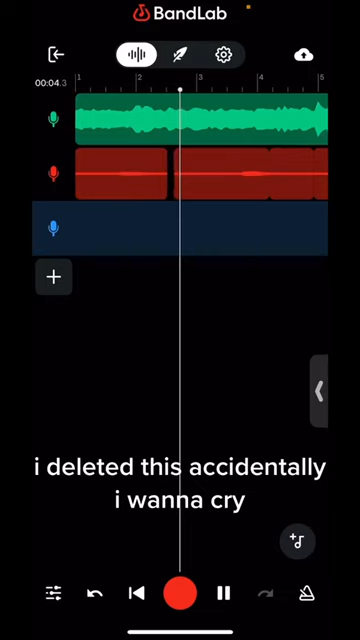 BandLab
00:04.3
1 2 3 4 5
i deleted this accidentally
i wanna cry